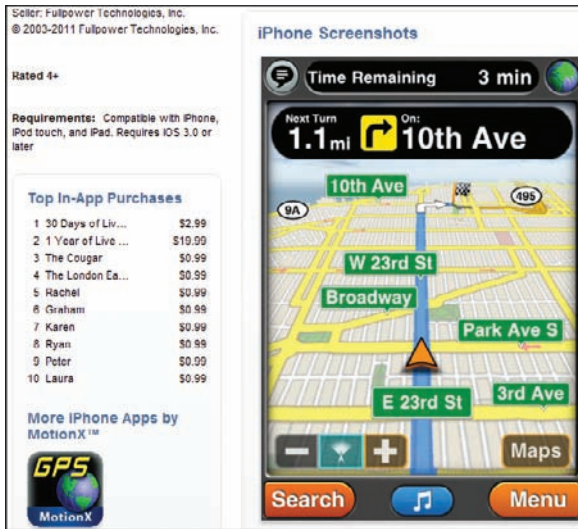 Seller: Fullpower Technologies, Inc.
© 2003-2011 Fullpower Technologies, Inc.
Rated 4+
Requirements: Compatible with iPhone,
iPod touch, and iPad. Requires iOS 3.0 or
later
Top In-App Purchases
1 30 Days of Liv... $2.99
2 1 Year of Live ... $19.99
3 The Cougar $0.99
4 The London Ea... $0.99
5 Rachel $0.99
6 Graham $0.99
7 Karen $0.99
8 Ryan $0.99
9 Peter $0.99
10 Laura $0.99
More iPhone Apps by
MotionX™
GPS
MotionX
iPhone Screenshots
Time Remaining 3 min
Next Turn On:
1.1 mi 10th Ave
10th Ave
495
9A
W 23rd St
Broadway
Park Ave S
3rd Ave
E 23rd St
Maps
Search Menu